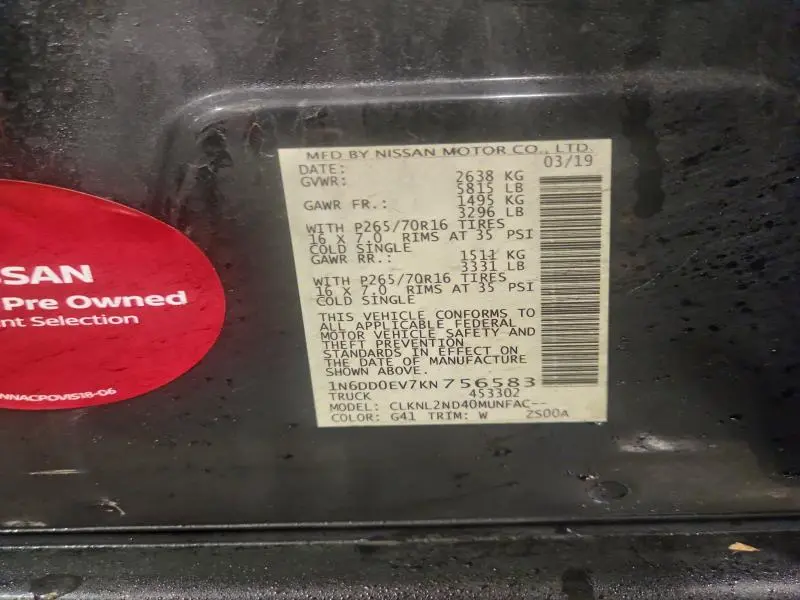 MFD BY NISSAN MOTOR CO., LTD.
DATE: 03/19
GVWR: 2638 KG
5815 LB
GAWR FR.: 1495 KG
3296 LB
WITH P265/70R16 TIRES
16 X 7.0 RIMS AT 35 PSI
COLD SINGLE
GAWR RR.: 1511 KG
3331 LB
WITH P265/70R16 TIRES
16 X 7.0 RIMS AT 35 PSI
COLD SINGLE
THIS VEHICLE CONFORMS TO
ALL APPLICABLE FEDERAL
MOTOR VEHICLE SAFETY AND
THEFT PREVENTION
STANDARDS IN EFFECT ON
THE DATE OF MANUFACTURE
SHOWN ABOVE.
1N6DD0EV7KN756583
TRUCK 453302
MODEL: CLKNL2ND40MUNFAC--
COLOR: G41 TRIM: W ZS00A
SSAN
Pre Owned
nt Selection
NNACPOVIS18-06